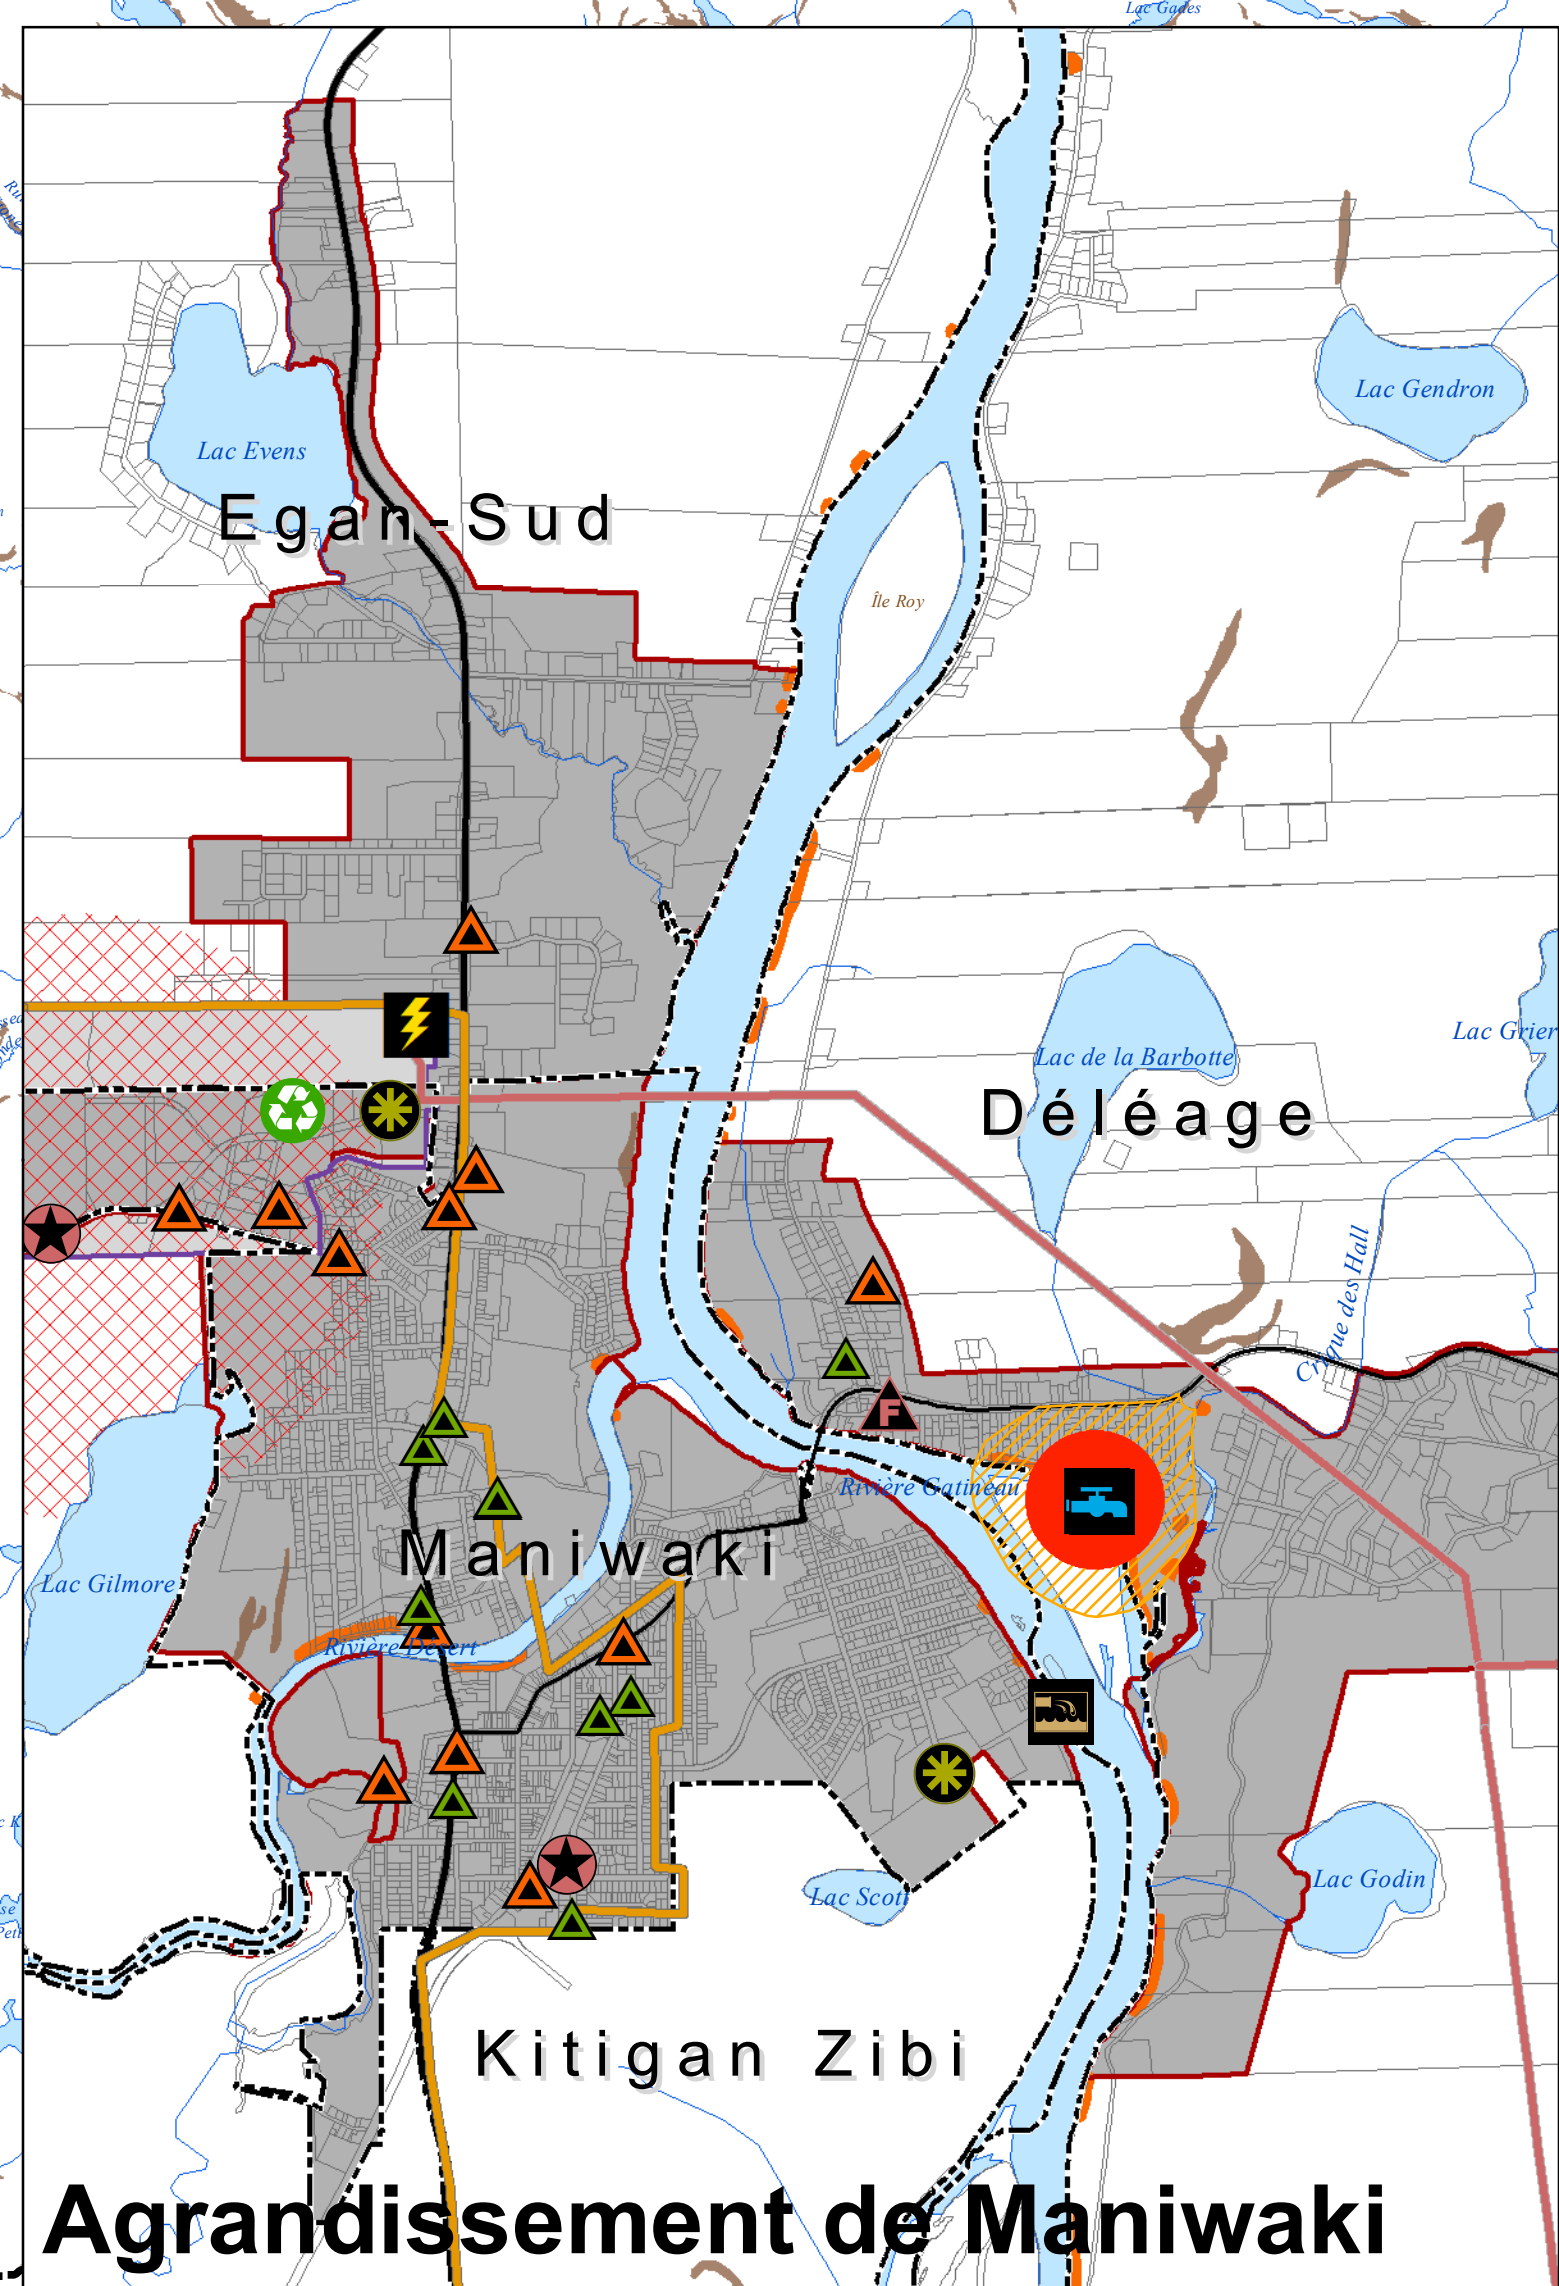 Lac Gades
Lac Gendron
Lac Evens
Egan-Sud
Île Roy
Lac Grier
Lac de la Barbotte
Déléage
Crique des Hall
F
Rivière Gatineau
Maniwaki
Lac Gilmore
Rivière Désert
Lac Godin
Lac Scott
Kitigan Zibi
Agrandissement de Maniwaki